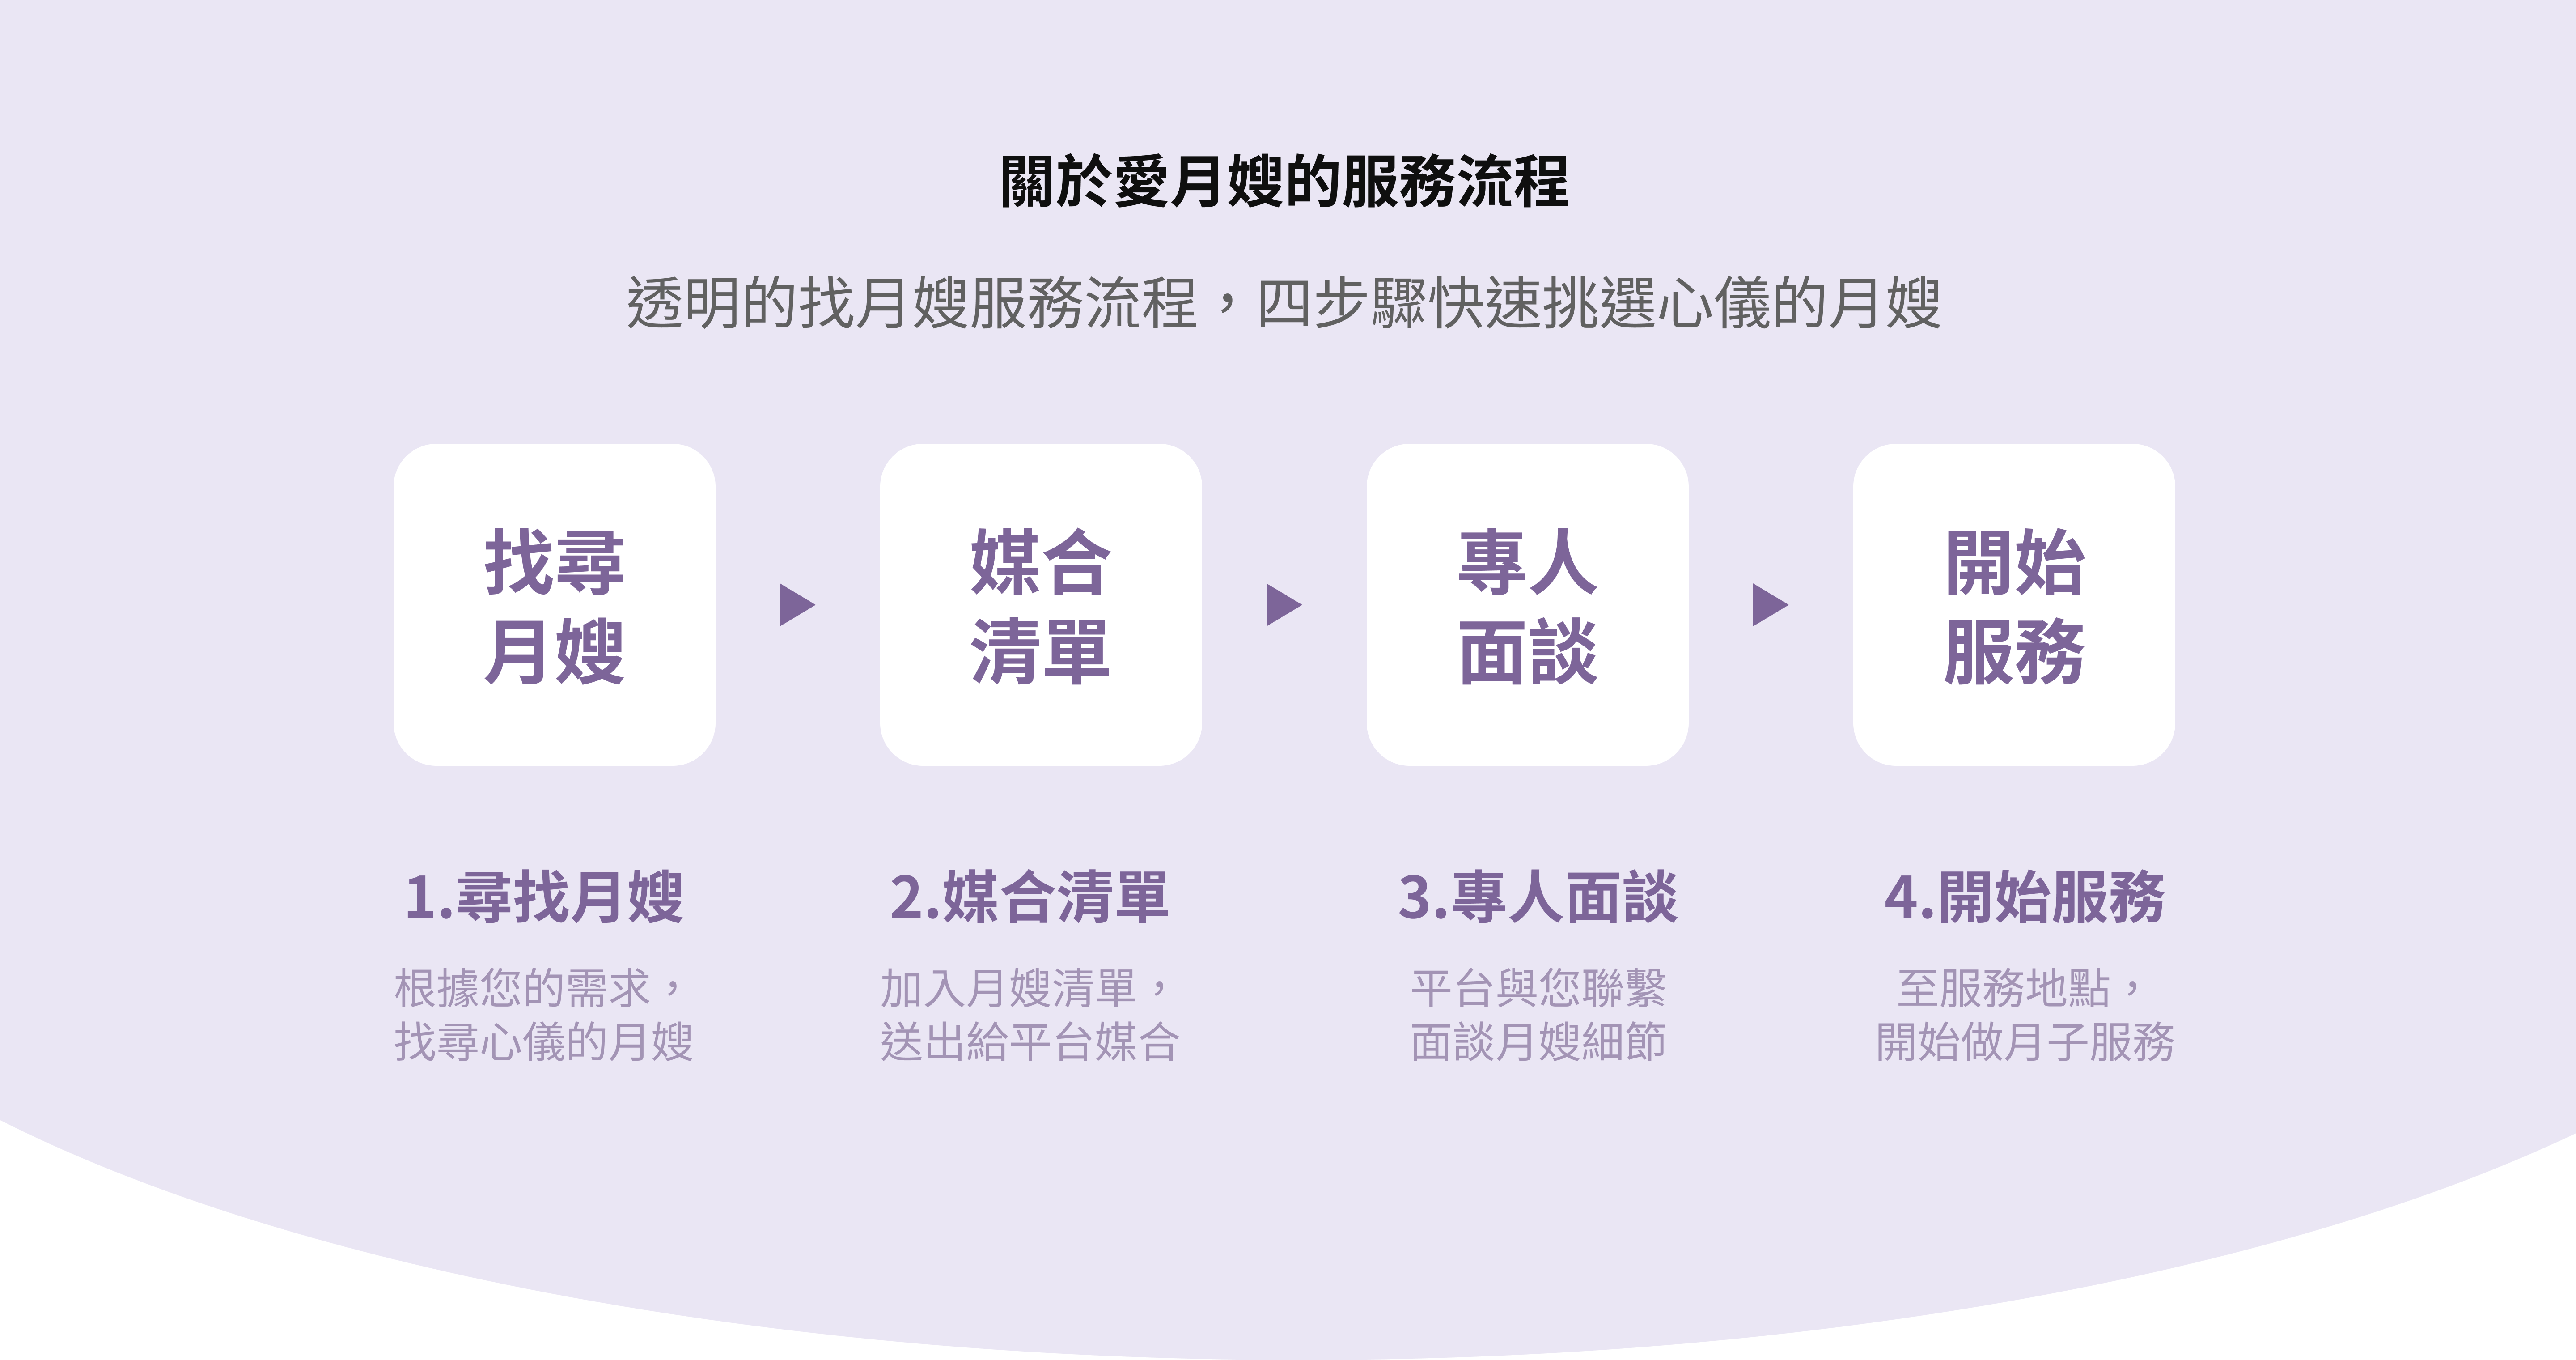 關於愛月嫂的服務流程
透明的找月嫂服務流程，四步驟快速挑選心儀的月嫂
找尋
月嫂
媒合
清單
專人
面談
開始
服務
1.尋找月嫂
根據您的需求，
找尋心儀的月嫂
2.媒合清單
加入月嫂清單，
送出給平台媒合
3.專人面談
平台與您聯繫
面談月嫂細節
4.開始服務
至服務地點，
開始做月子服務